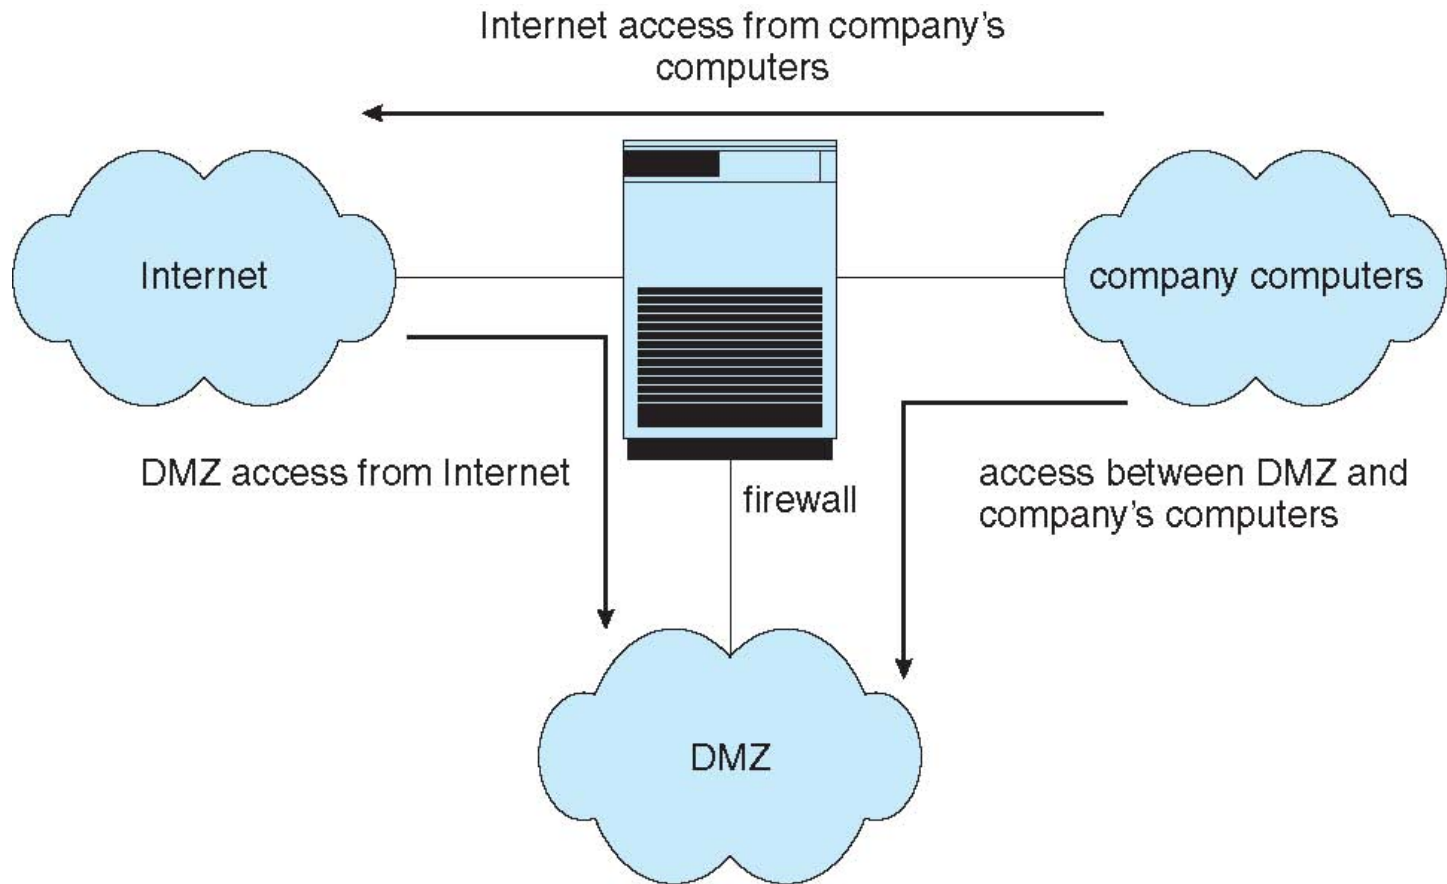 Internet access from company’s
computers
Internet
company computers
DMZ access from Internet
firewall
access between DMZ and
company’s computers
DMZ